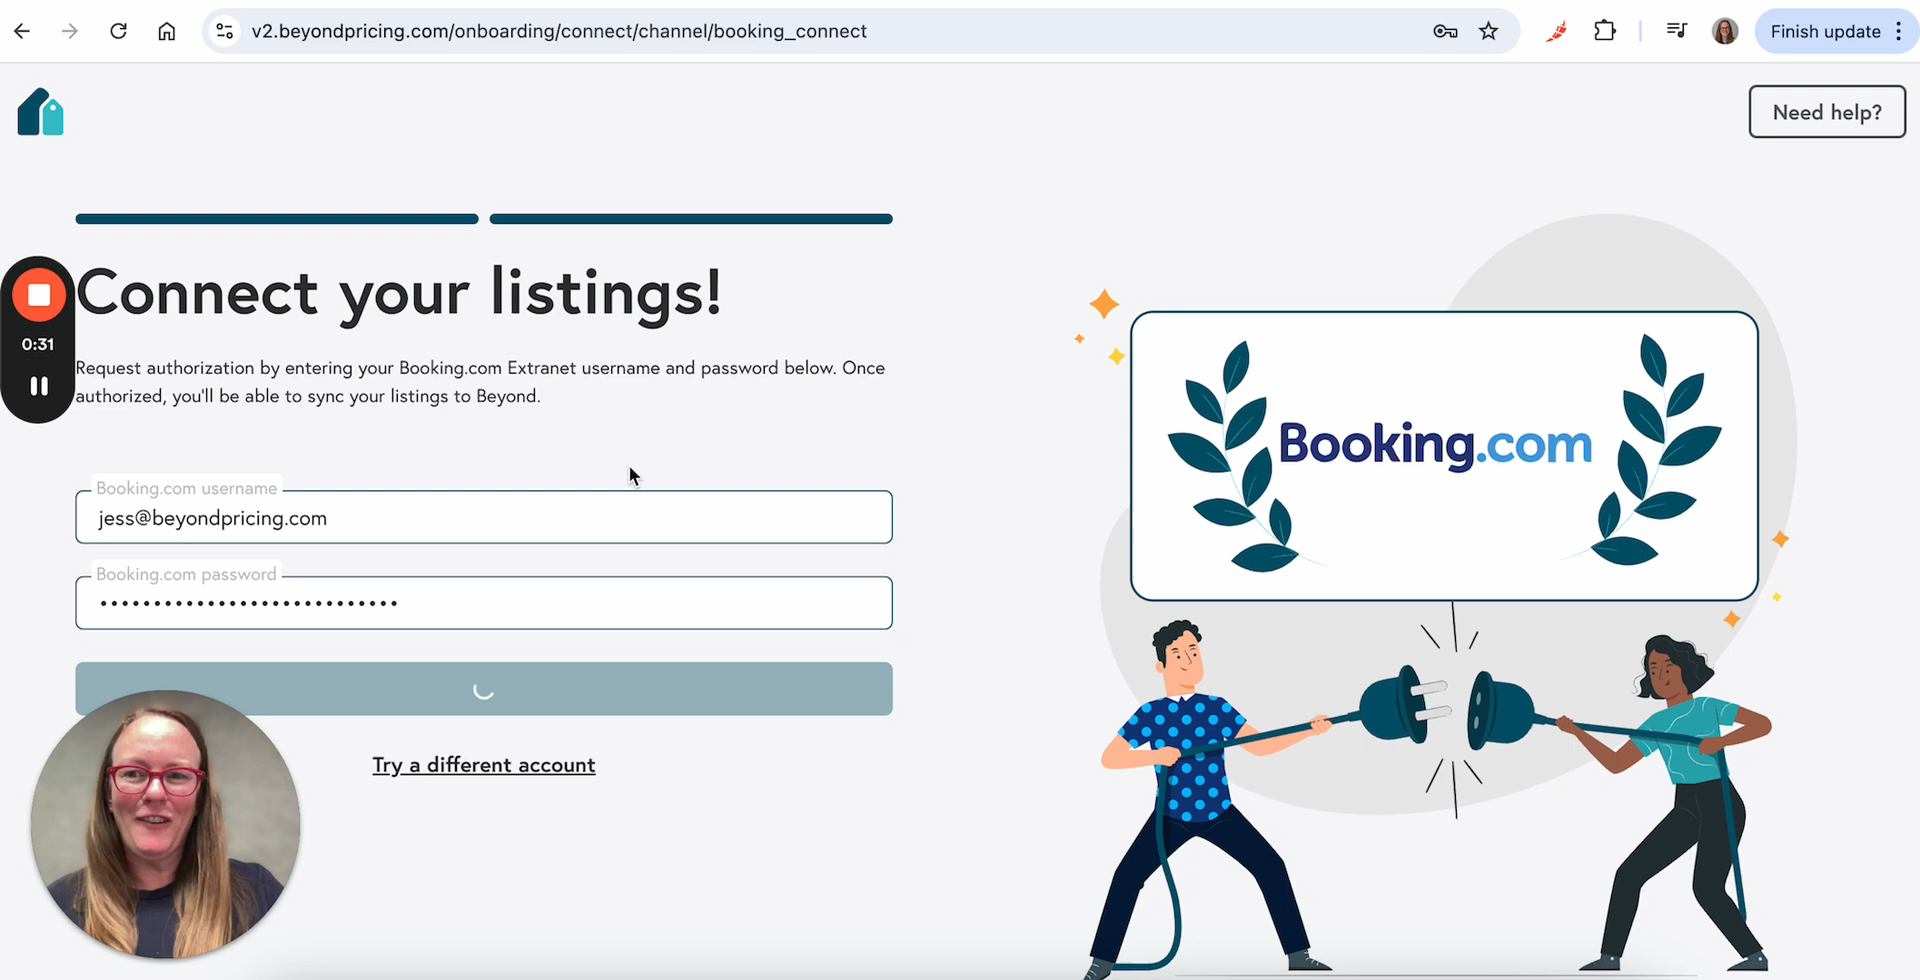 v2.beyondpricing.com/onboarding/connect/channel/booking_connect
Finish update
Need help?
Connect your listings!
0:31
Request authorization by entering your Booking.com Extranet username and password below. Once
authorized, you'll be able to sync your listings to Beyond.
Booking.com username
jess@beyondpricing.com
Booking.com password
Try a different account
Booking.com